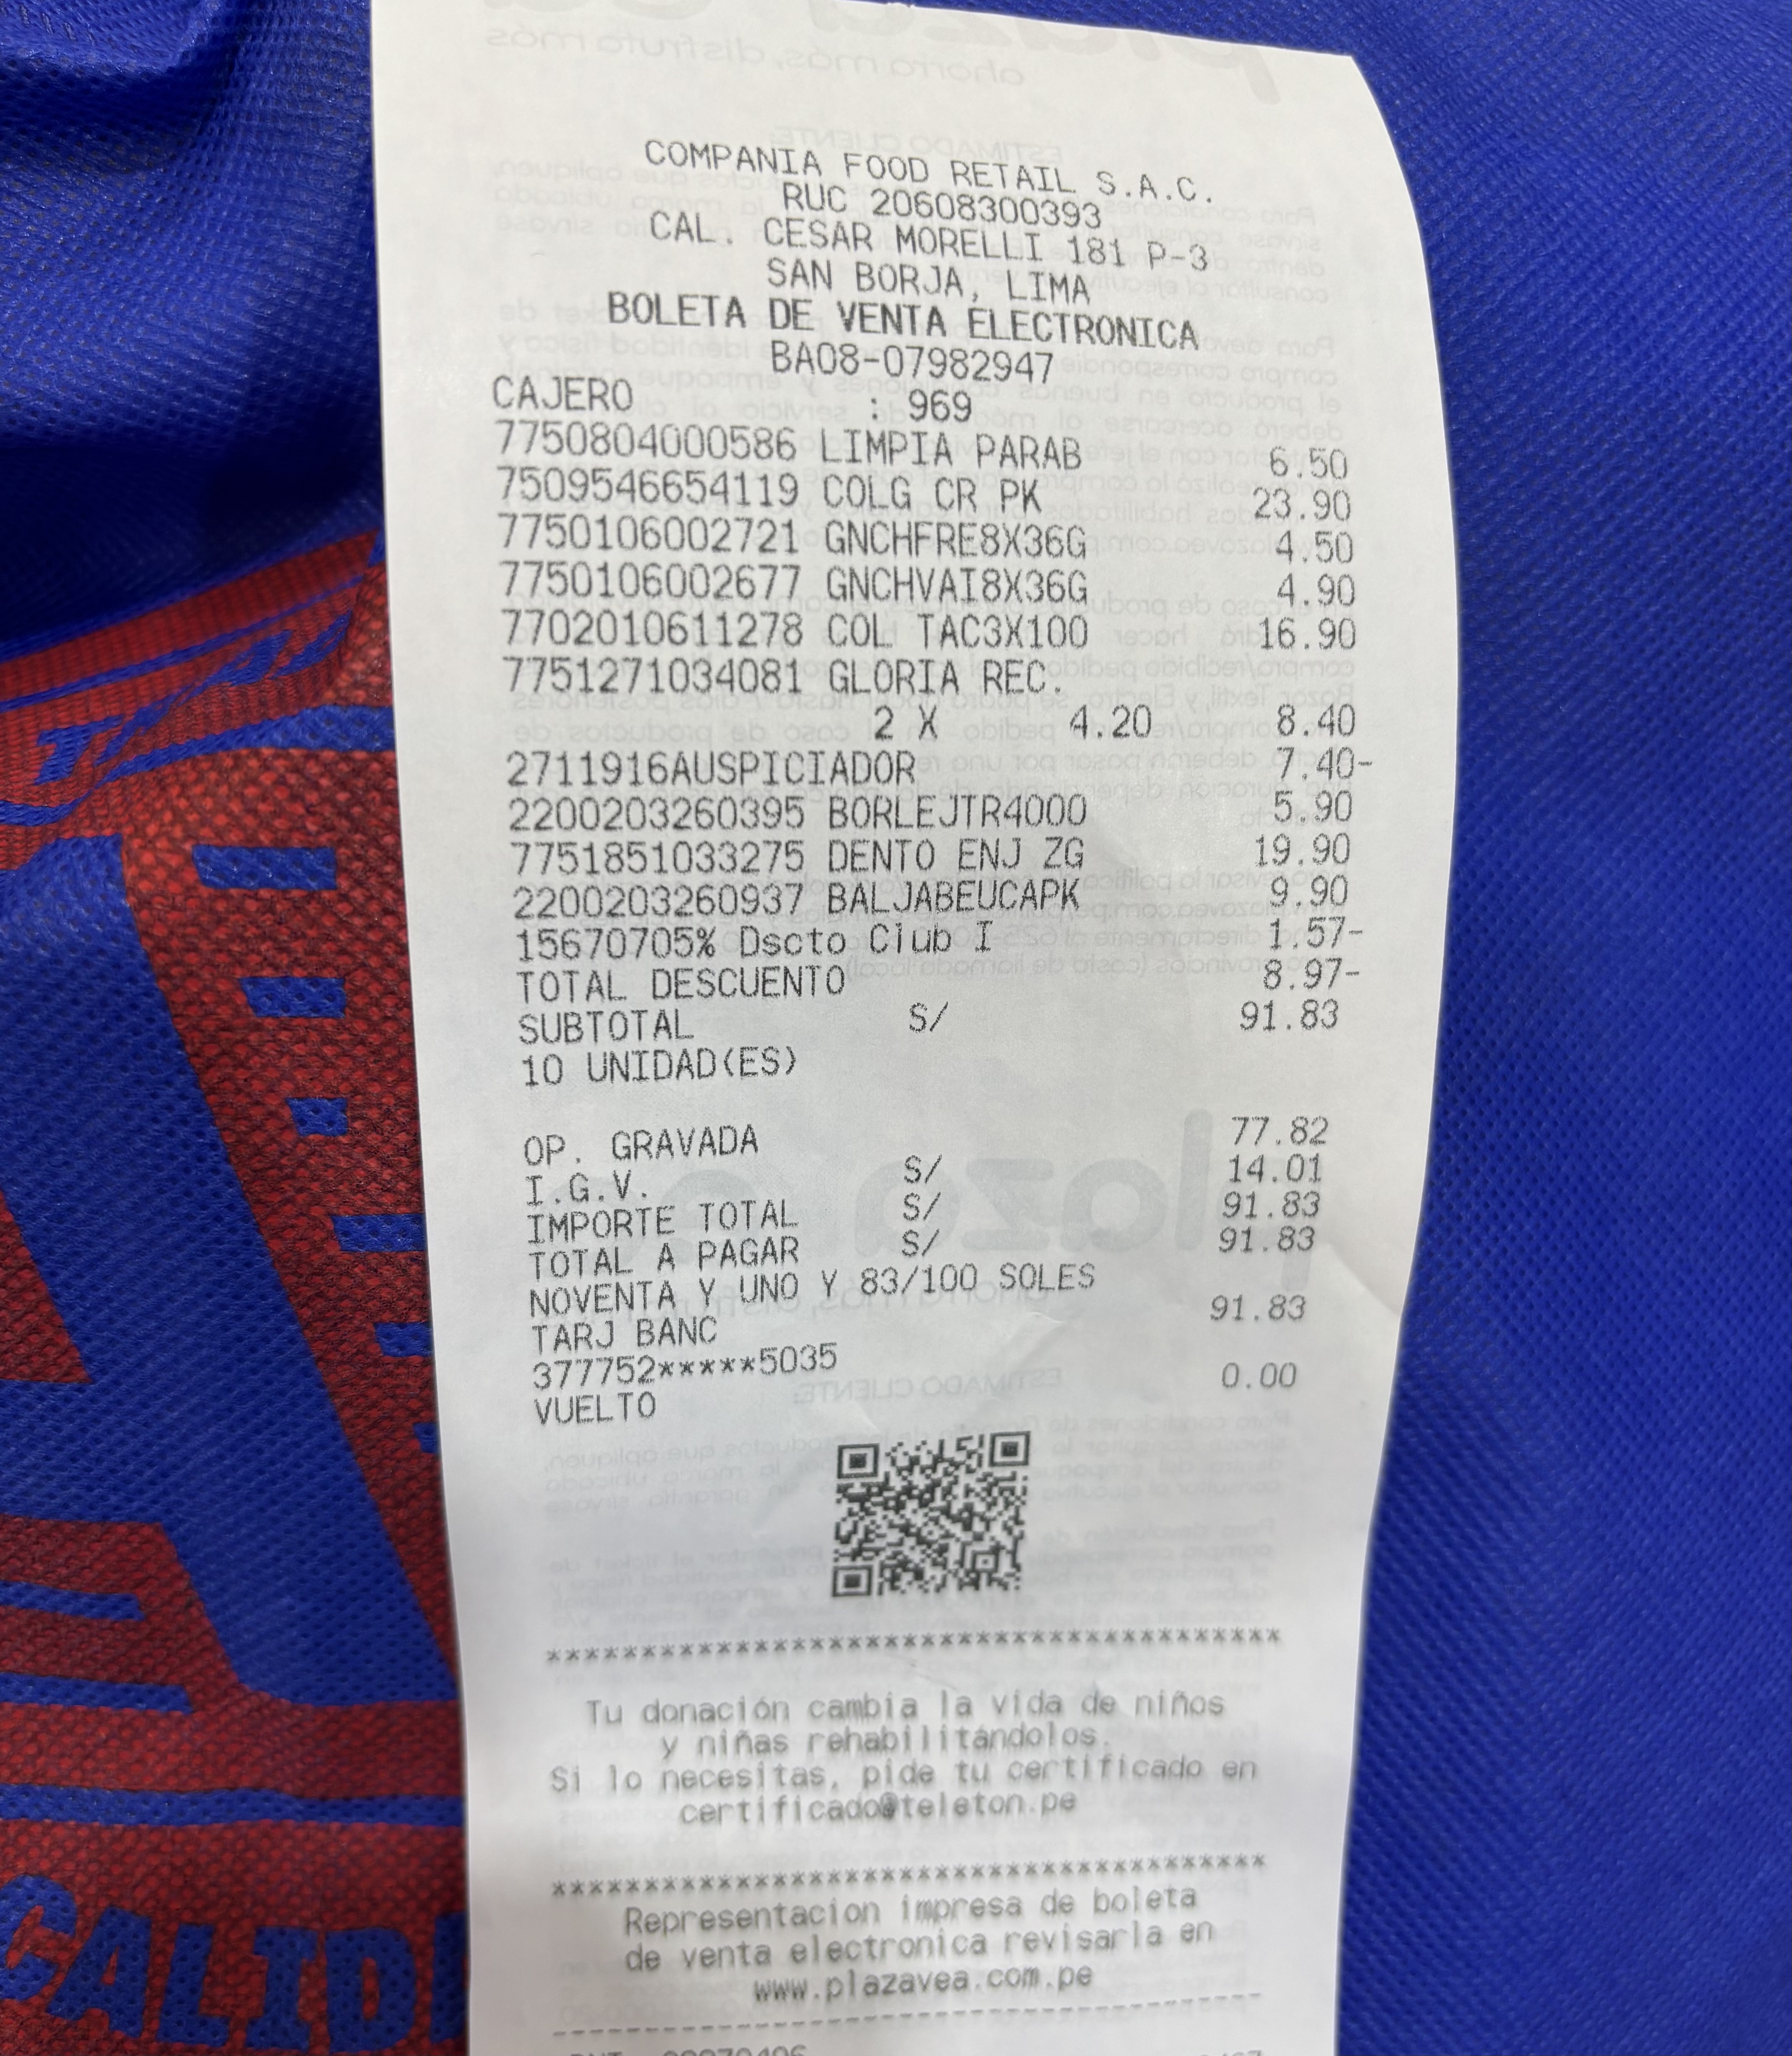 COMPANIA FOOD RETAIL S.A.C.
RUC 20608300393
CAL. CESAR MORELLI 181 P-3
SAN BORJA, LIMA
BOLETA DE VENTA ELECTRONICA
BA08-07982947
CAJERO : 969
7750804000586 LIMPIA PARAB 6.50
7509546654119 COLG CR PK 23.90
7750106002721 GNCHFRE8X36G 4.50
7750106002677 GNCHVAI8X36G 4.90
7702010611278 COL TAC3X100 16.90
7751271034081 GLORIA REC.
2 X 4.20 8.40
2711916AUSPICIADOR 7.40-
2200203260395 BORLEJTR4000 5.90
7751851033275 DENTO ENJ ZG 19.90
2200203260937 BALJABEUCAPK 9.90
15670705% Dscto Club I 1.57-
TOTAL DESCUENTO 8.97-
SUBTOTAL S/ 91.83
10 UNIDAD(ES)
OP. GRAVADA 77.82
I.G.V. S/ 14.01
IMPORTE TOTAL S/ 91.83
TOTAL A PAGAR S/ 91.83
NOVENTA Y UNO Y 83/100 SOLES
TARJ BANC 91.83
377752*****5035
VUELTO 0.00
****************************************
Tu donación cambia la vida de niños
y niñas rehabilitándolos.
Si lo necesitas, pide tu certificado en
certificado@teleton.pe
****************************************
Representacion impresa de boleta
de venta electronica revisarla en
www.plazavea.com.pe
CALID